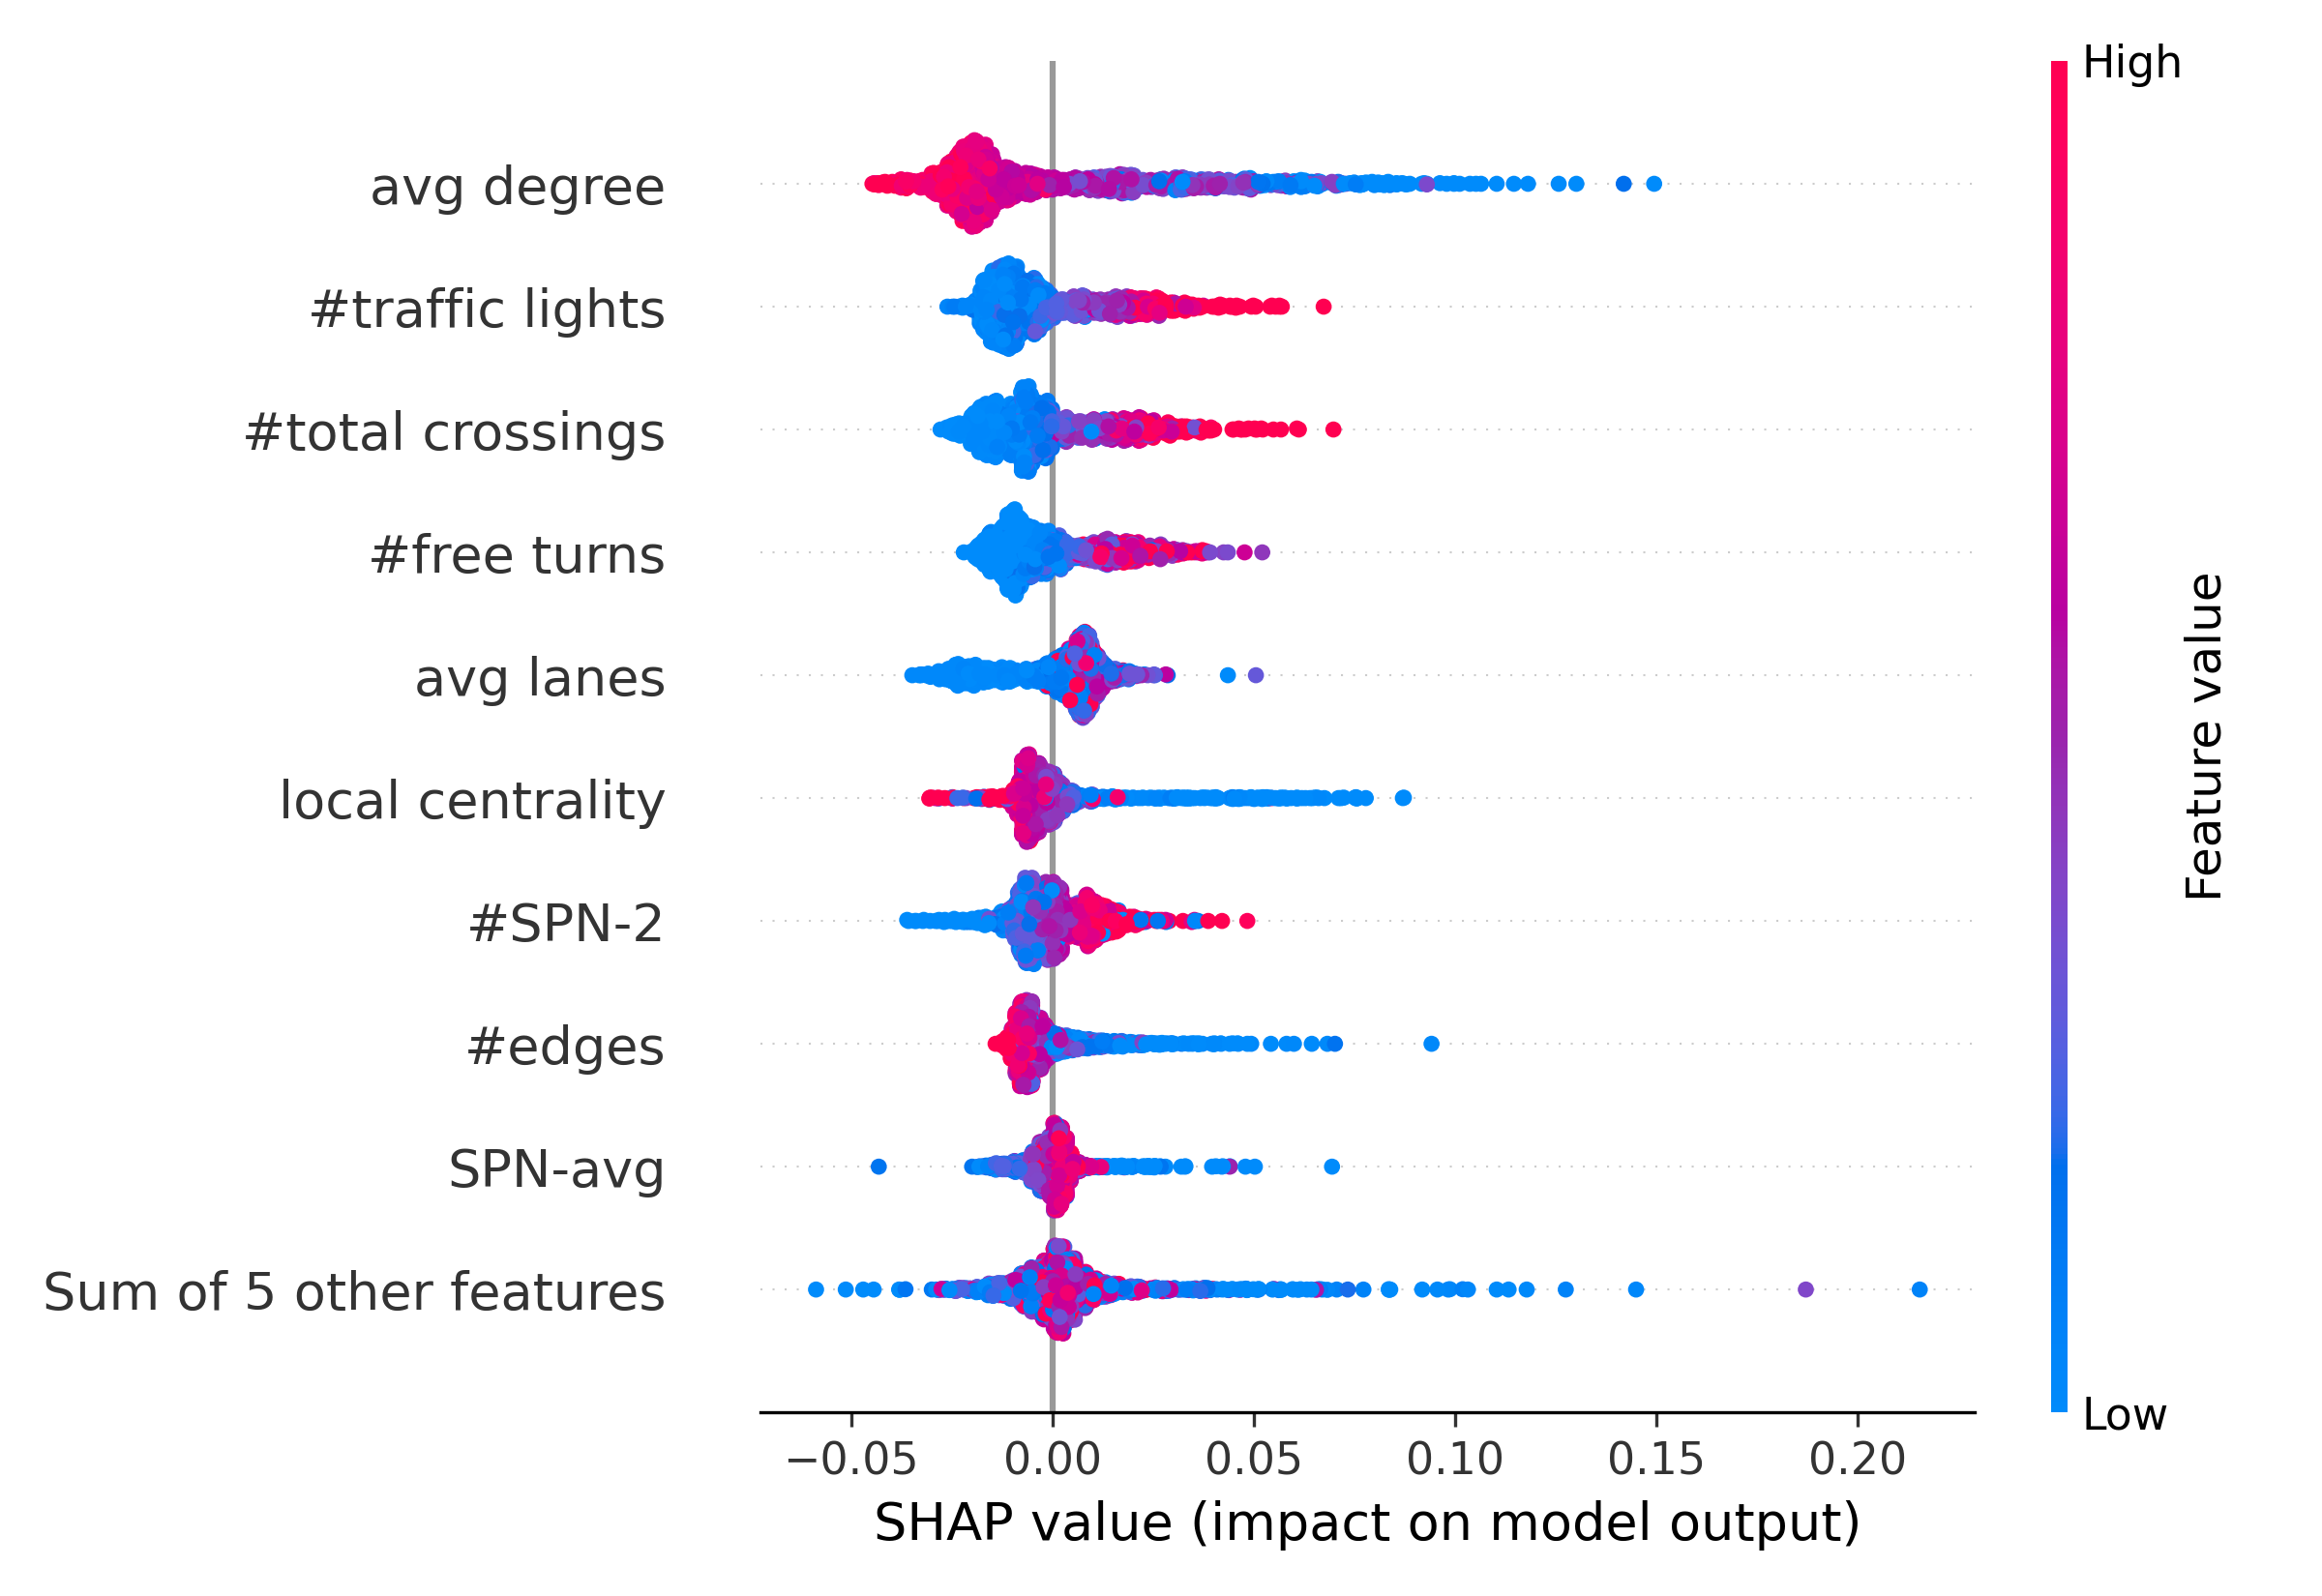 High
avg degree
#traffic lights
#total crossings
#free turns
avg lanes
local centrality
#SPN-2
#edges
SPN-avg
Sum of 5 other features
Feature value
Low
−0.05 0.00 0.05 0.10 0.15 0.20
SHAP value (impact on model output)